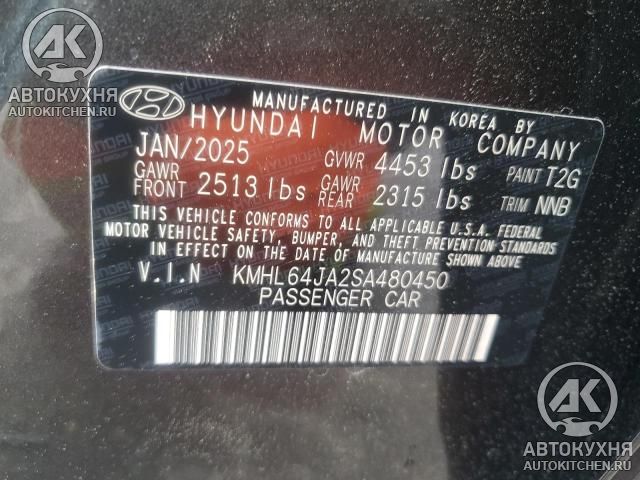 АВТОКУХНЯ
AUTOKITCHEN.RU
MANUFACTURED IN KOREA BY
HYUNDAI MOTOR COMPANY
JAN/2025 GVWR 4453 lbs PAINT T2G
GAWR FRONT 2513 lbs GAWR REAR 2315 lbs TRIM NNB
THIS VEHICLE CONFORMS TO ALL APPLICABLE U.S.A. FEDERAL
MOTOR VEHICLE SAFETY, BUMPER, AND THEFT PREVENTION STANDARDS
IN EFFECT ON THE DATE OF MANUFACTURE SHOWN ABOVE.
V.I.N KMHL64JA2SA480450
PASSENGER CAR
АВТОКУХНЯ
AUTOKITCHEN.RU